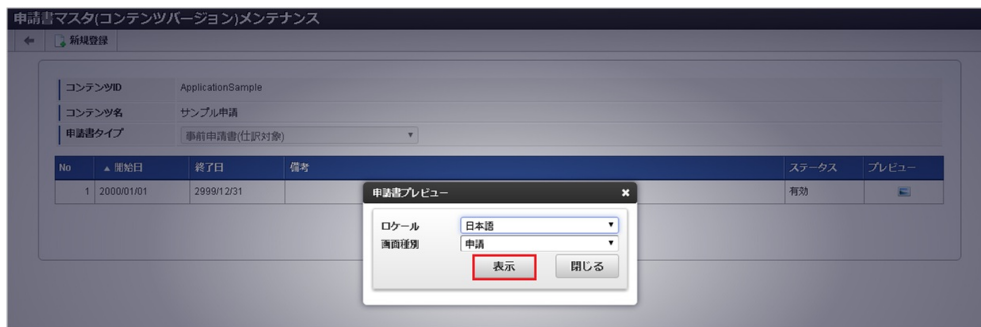 申請書マスタ(コンテンツバージョン)メンテナンス
新規登録
コンテンツID ApplicationSample
コンテンツ名 サンプル申請
申請書タイプ 事前申請書(仕訳対象)
No ▲ 開始日 終了日 備考 ステータス プレビュー
1 2000/01/01 2999/12/31 有効
申請書プレビュー
ロケール 日本語
画面種別 申請
表示 閉じる